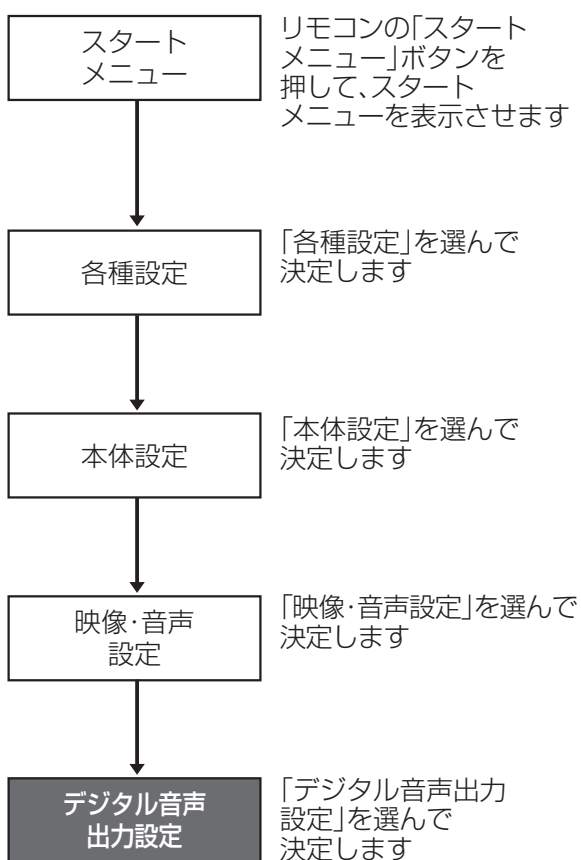 スタート
メニュー
リモコンの「スタート
メニュー」ボタンを
押して、スタート
メニューを表示させます
各種設定
「各種設定」を選んで
決定します
本体設定
「本体設定」を選んで
決定します
映像・音声
設定
「映像・音声設定」を選んで
決定します
デジタル音声
出力設定
「デジタル音声出力
設定」を選んで
決定します